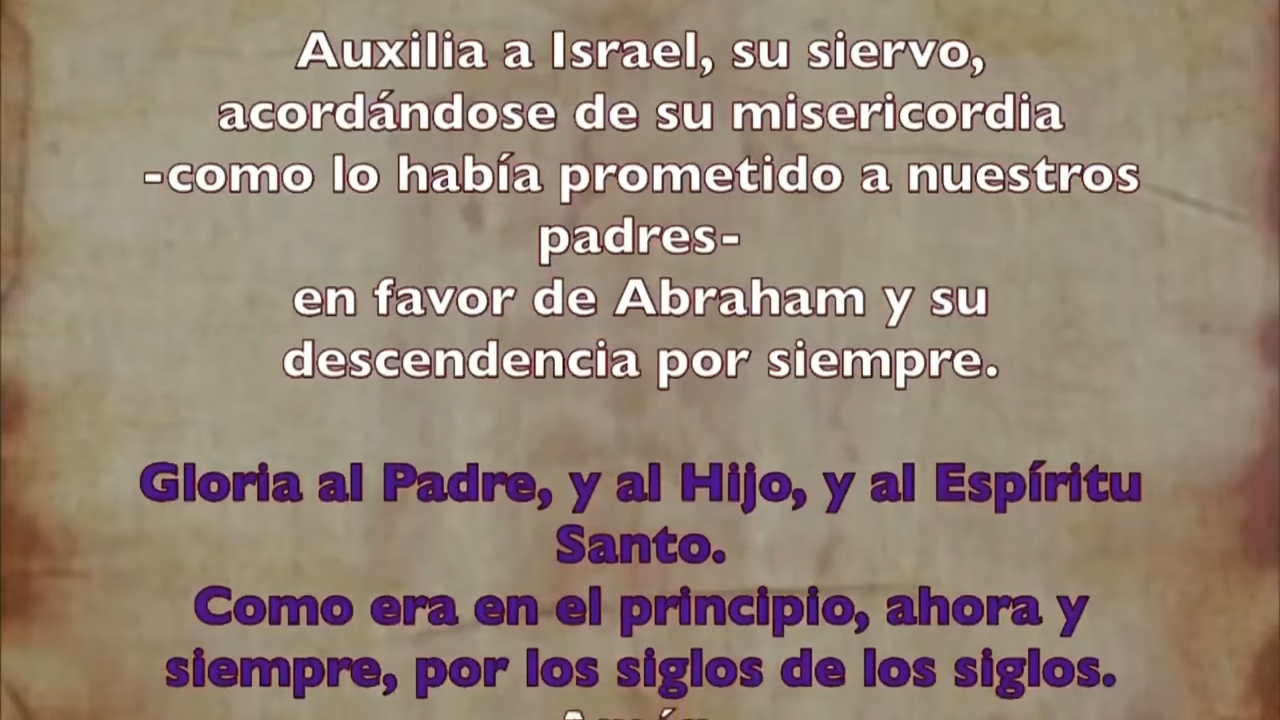 Auxilia a Israel, su siervo,
acordándose de su misericordia
-como lo había prometido a nuestros
padres-
en favor de Abraham y su
descendencia por siempre.
Gloria al Padre, y al Hijo, y al Espíritu
Santo.
Como era en el principio, ahora y
siempre, por los siglos de los siglos.